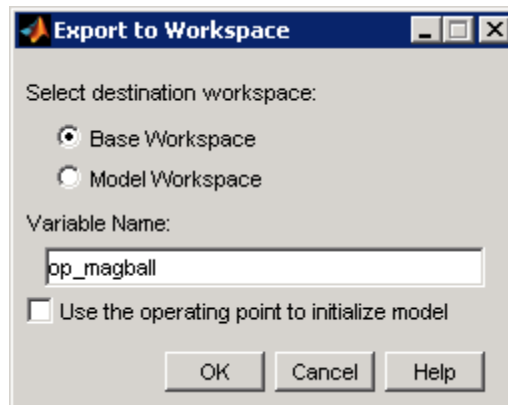 Export to Workspace
Select destination workspace:
Base Workspace
Model Workspace
Variable Name:
op_magball
Use the operating point to initialize model
OK Cancel Help